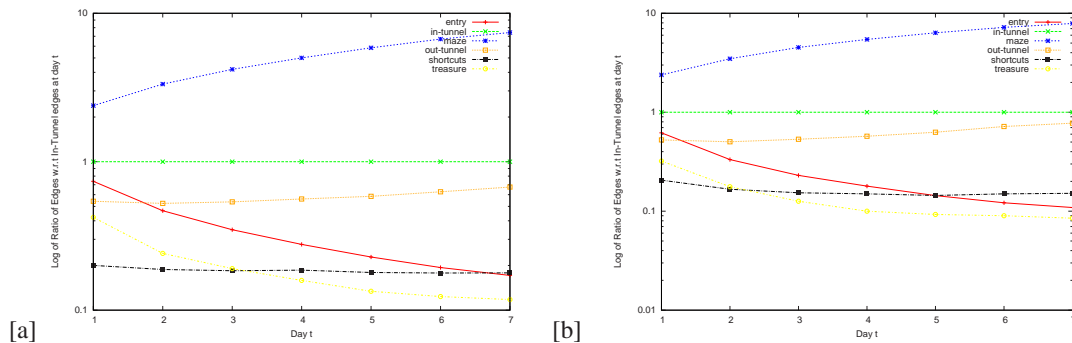 10
1
0.1
1 2 3 4 5 6 7
Log of Ratio of Edges w.r.t In-Tunnel edges at day t
Day t
entry
in-tunnel
maze
out-tunnel
shortcuts
treasure
[a]
10
1
0.1
0.01
1 2 3 4 5 6 7
Log of Ratio of Edges w.r.t In-Tunnel edges at day t
Day t
entry
in-tunnel
maze
out-tunnel
shortcuts
treasure
[b]